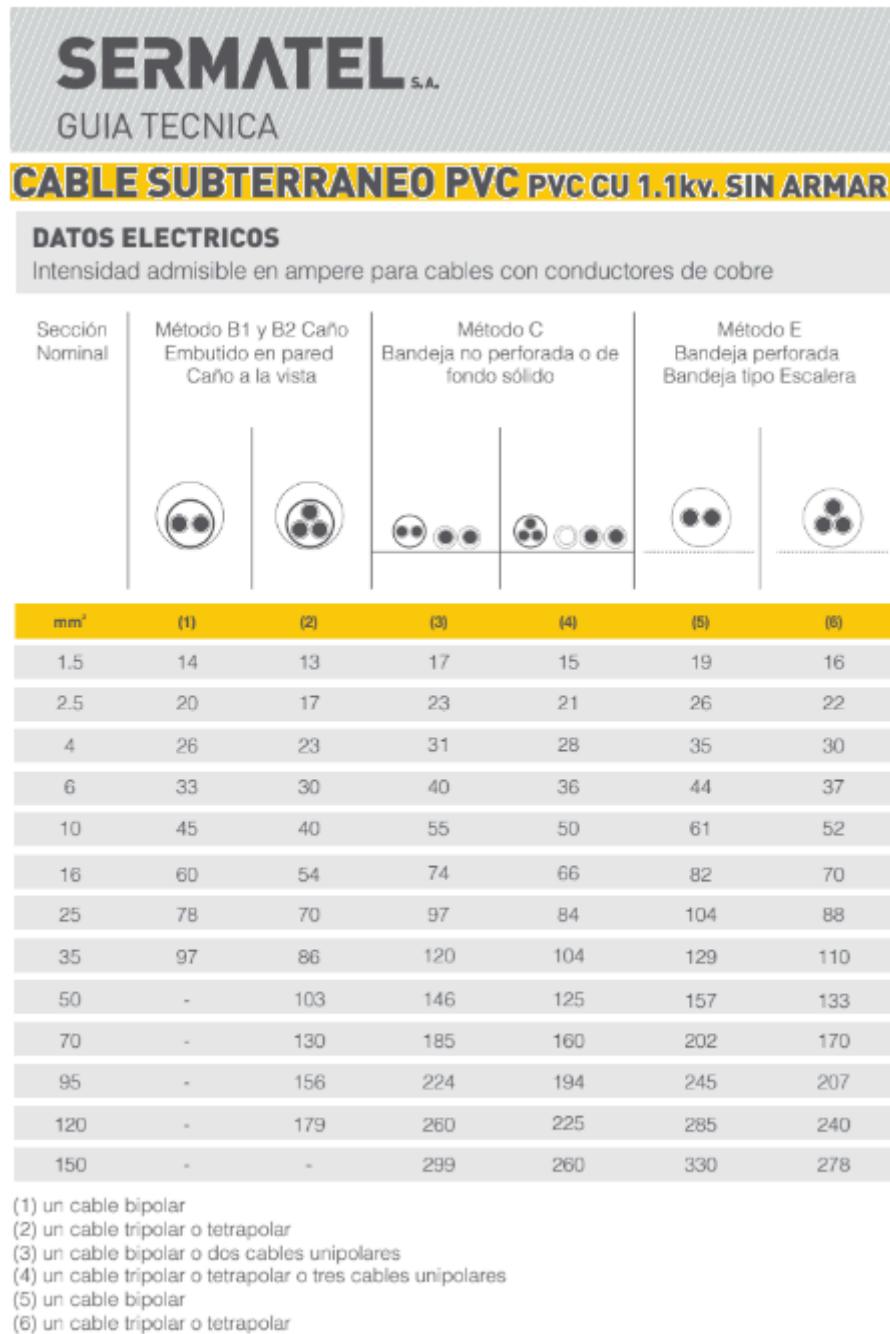 SERMATEL S.A.
GUIA TECNICA
CABLE SUBTERRANEO PVC PVC CU 1.1kv. SIN ARMAR
DATOS ELECTRICOS
Intensidad admisible en ampere para cables con conductores de cobre
Sección Nominal
Método B1 y B2 Caño
Embutido en pared
Caño a la vista
Método C
Bandeja no perforada o de
fondo sólido
Método E
Bandeja perforada
Bandeja tipo Escalera
mm² (1) (2) (3) (4) (5) (6)
1.5 14 13 17 15 19 16
2.5 20 17 23 21 26 22
4 26 23 31 28 35 30
6 33 30 40 36 44 37
10 45 40 55 50 61 52
16 60 54 74 66 82 70
25 78 70 97 84 104 88
35 97 86 120 104 129 110
50 - 103 146 125 157 133
70 - 130 185 160 202 170
95 - 156 224 194 245 207
120 - 179 260 225 285 240
150 - - 299 260 330 278
(1) un cable bipolar
(2) un cable tripolar o tetrapolar
(3) un cable bipolar o dos cables unipolares
(4) un cable tripolar o tetrapolar o tres cables unipolares
(5) un cable bipolar
(6) un cable tripolar o tetrapolar